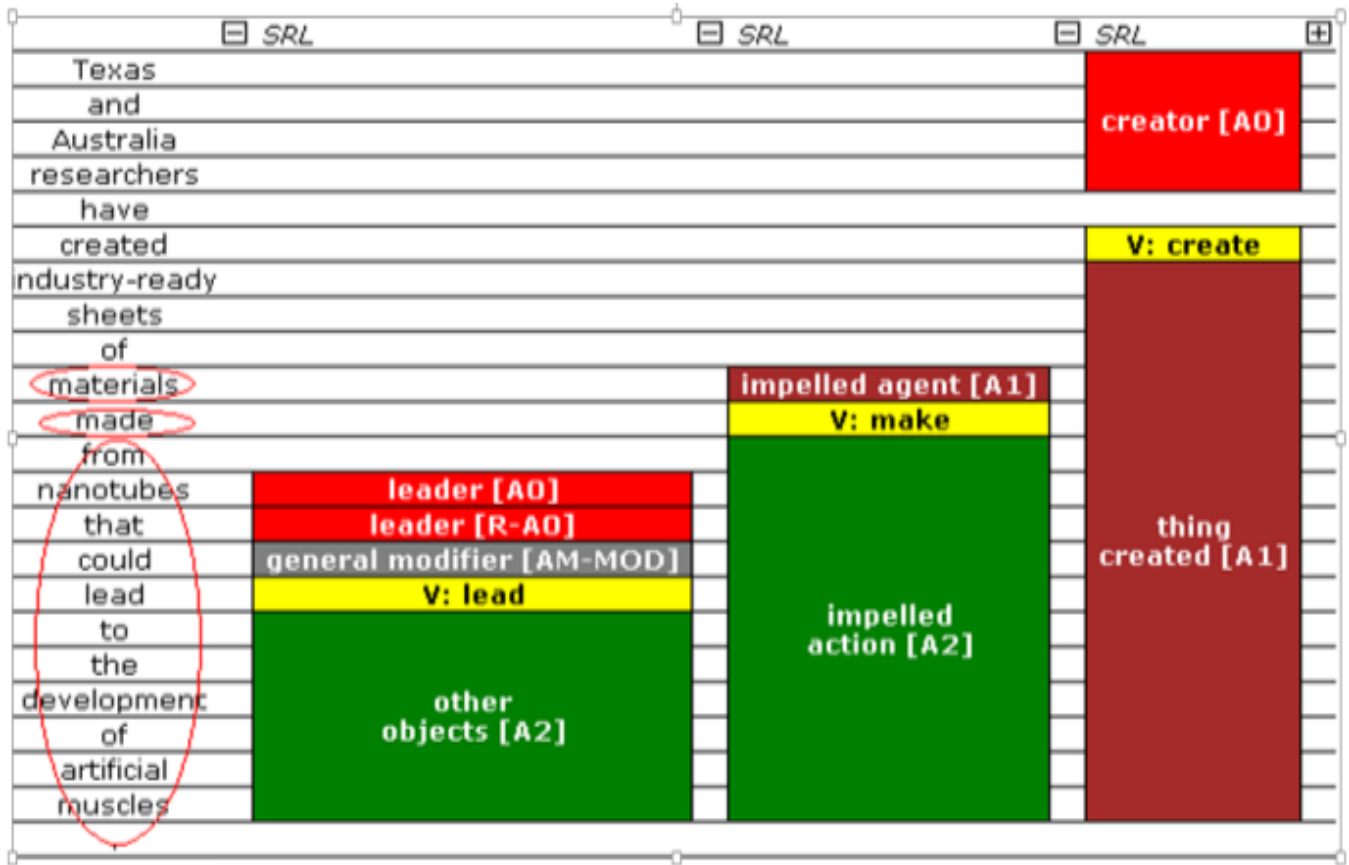 SRL SRL SRL
Texas
and
Australia
researchers
creator [A0]
have
created
V: create
industry-ready
sheets
of
materials
impelled agent [A1]
made
V: make
from
nanotubes
leader [A0]
that
leader [R-A0]
could
general modifier [AM-MOD]
thing
created [A1]
lead
V: lead
to
impelled
action [A2]
the
development
other
objects [A2]
of
artificial
muscles